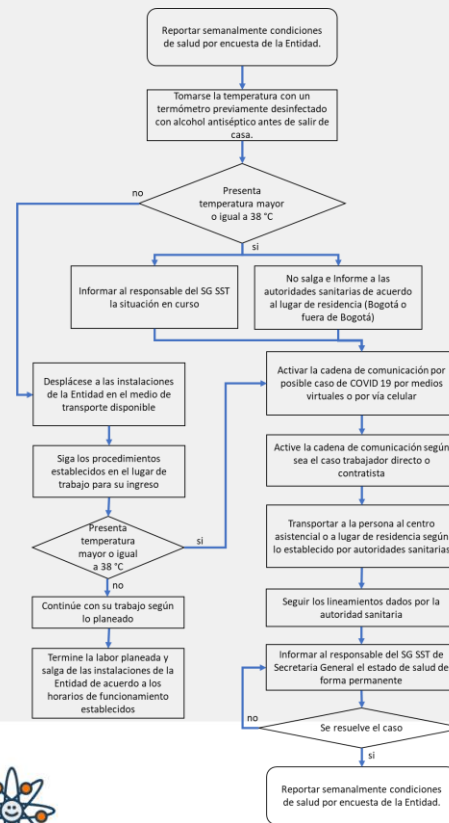 Reportar semanalmente condiciones
de salud por encuesta de la Entidad.
Tomarse la temperatura con un
termómetro previamente desinfectado
con alcohol antiséptico antes de salir de
casa.
no
Presenta
temperatura mayor
o igual a 38 °C
si
Informar al responsable del SG SST
la situación en curso
No salga e Informe a las
autoridades sanitarias de acuerdo
al lugar de residencia (Bogotá o
fuera de Bogotá)
Desplácese a las instalaciones
de la Entidad en el medio de
transporte disponible
Siga los procedimientos
establecidos en el lugar de
trabajo para su ingreso
Presenta
temperatura
mayor o igual
a 38 °C
si
no
Continúe con su trabajo según
lo planeado
Termine la labor planeada y
salga de las instalaciones de la
Entidad de acuerdo a los
horarios de funcionamiento
establecidos
Activar la cadena de comunicación por
posible caso de COVID 19 por medios
virtuales o por vía celular
Active la cadena de comunicación según
sea el caso trabajador directo o
contratista
Transportar a la persona al centro
asistencial o a lugar de residencia según
lo establecido por autoridades sanitarias
Seguir los lineamientos dados por la
autoridad sanitaria
Informar al responsable del SG SST de
Secretaria General el estado de salud de
forma permanente
no
Se resuelve el caso
si
Reportar semanalmente condiciones
de salud por encuesta de la Entidad.